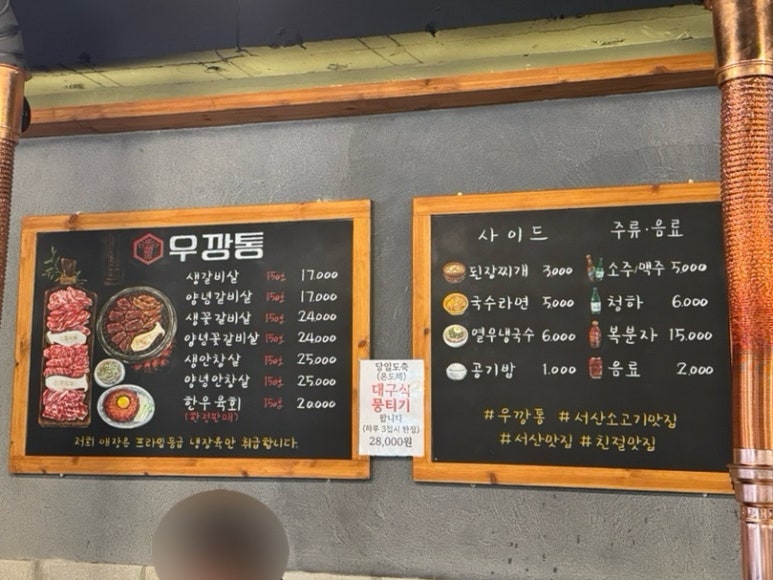 우깡통
생갈비살 150g 17.000
양념갈비살 150g 17.000
생꽃갈비살 150g 24.000
양념꽃갈비살 150g 24.000
생안창살 150g 25.000
양념안창살 150g 25.000
한우육회 150g 20.000
(한정판매)
저희 매장은 프라임등급 냉장육만 취급합니다.
당일도축
대구식
뭉티기
합니다
(하루 3접시 한정)
28,000원
사이드
된장찌개 3,000
국수라면 5,000
열무냉국수 6,000
공기밥 1.000
주류·음료
소주/맥주 5,000
청하 6.000
복분자 15.000
음료 2,000
#우깡통 #서산소고기맛집
#서산맛집 #친절맛집